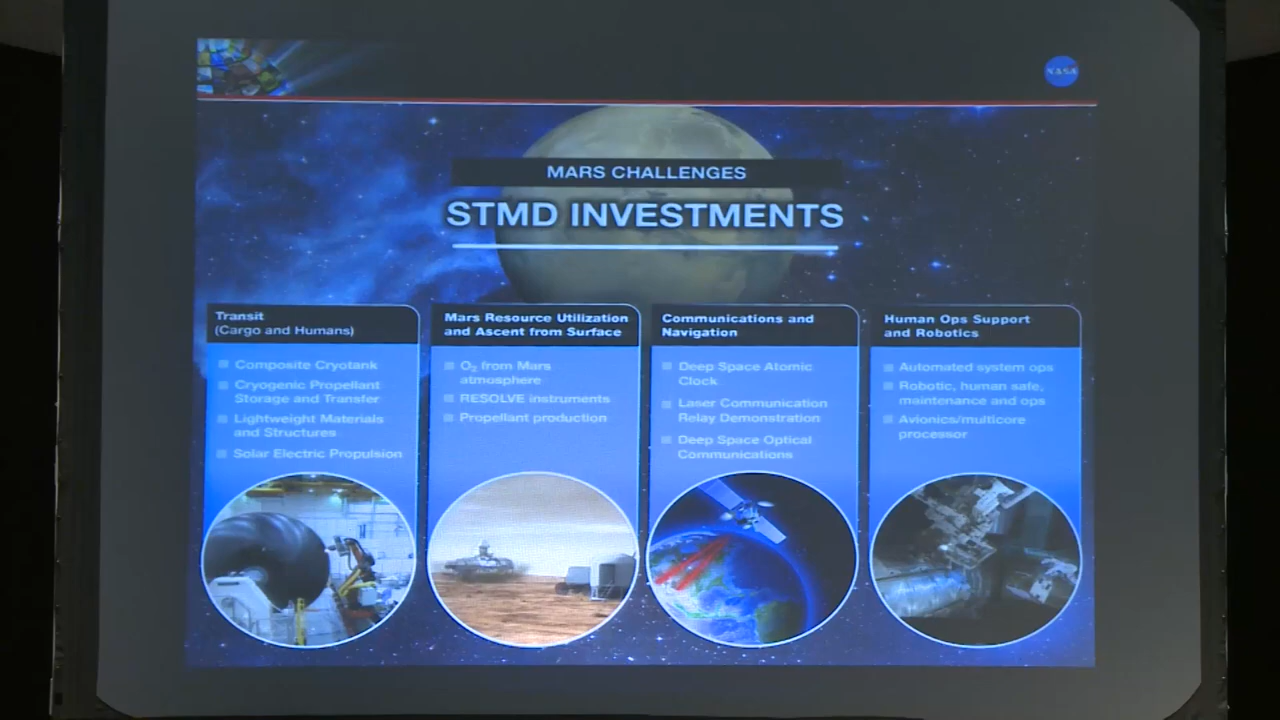 NASA
MARS CHALLENGES
STMD INVESTMENTS
Transit
(Cargo and Humans)
Composite Cryotank
Cryogenic Propellant
Storage and Transfer
Lightweight Materials
and Structures
Solar Electric Propulsion
Mars Resource Utilization
and Ascent from Surface
O₂ from Mars
atmosphere
RESOLVE instruments
Propellant production
Communications and
Navigation
Deep Space Atomic
Clock
Laser Communication
Relay Demonstration
Deep Space Optical
Communications
Human Ops Support
and Robotics
Automated system ops
Robotic, human safe,
maintenance and ops
Avionics/multicore
processor